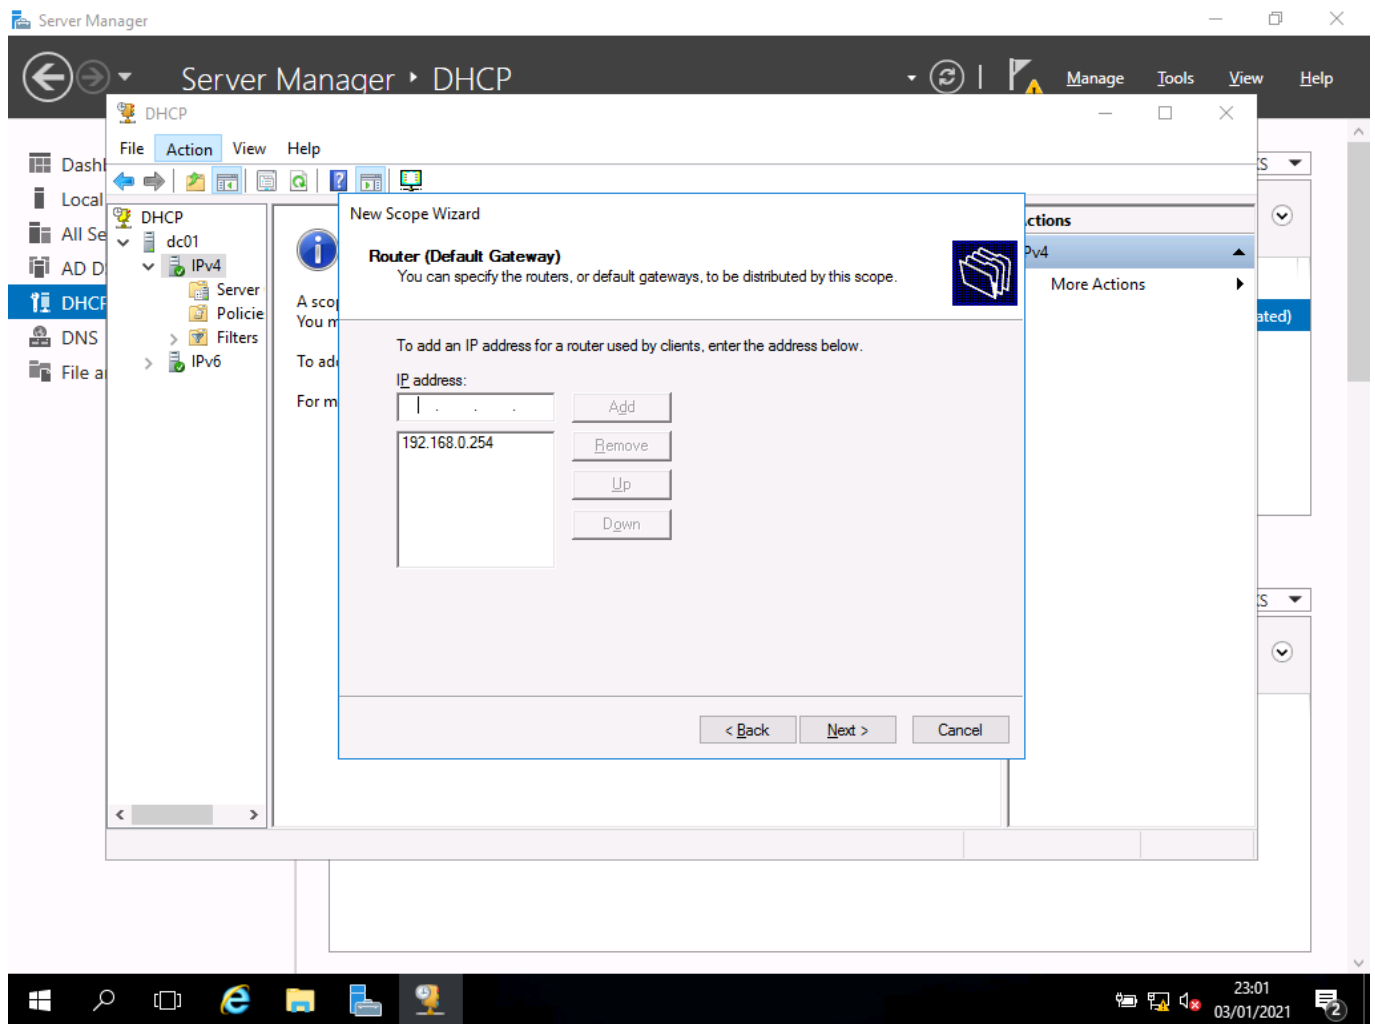 Server Manager
Server Manager • DHCP
Manage Tools View Help
DHCP
File Action View Help
Dashl
Local
All Se
AD D
DHCP
DNS
File a
DHCP
dc01
IPv4
Server
Policie
Filters
IPv6
A scop
You m
To add
For m
New Scope Wizard
Router (Default Gateway)
You can specify the routers, or default gateways, to be distributed by this scope.
To add an IP address for a router used by clients, enter the address below.
IP address:
. . .
Add
192.168.0.254
Remove
Up
Down
< Back
Next >
Cancel
ctions
Pv4
More Actions
KS
ated)
KS
23:01
03/01/2021
2